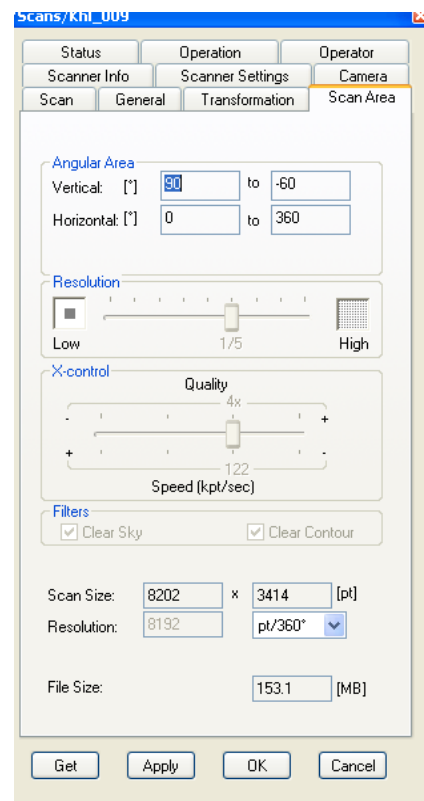 Scans/Khl_009
Status Operation Operator
Scanner Info Scanner Settings Camera
Scan General Transformation Scan Area
Angular Area
Vertical: [°] 90 to -60
Horizontal: [°] 0 to 360
Resolution
Low 1/5 High
X-control
Quality
4x
- +
+ -
122
Speed (kpt/sec)
Filters
Clear Sky Clear Contour
Scan Size: 8202 x 3414 [pt]
Resolution: 8192 pt/360°
File Size: 153.1 [MB]
Get Apply OK Cancel